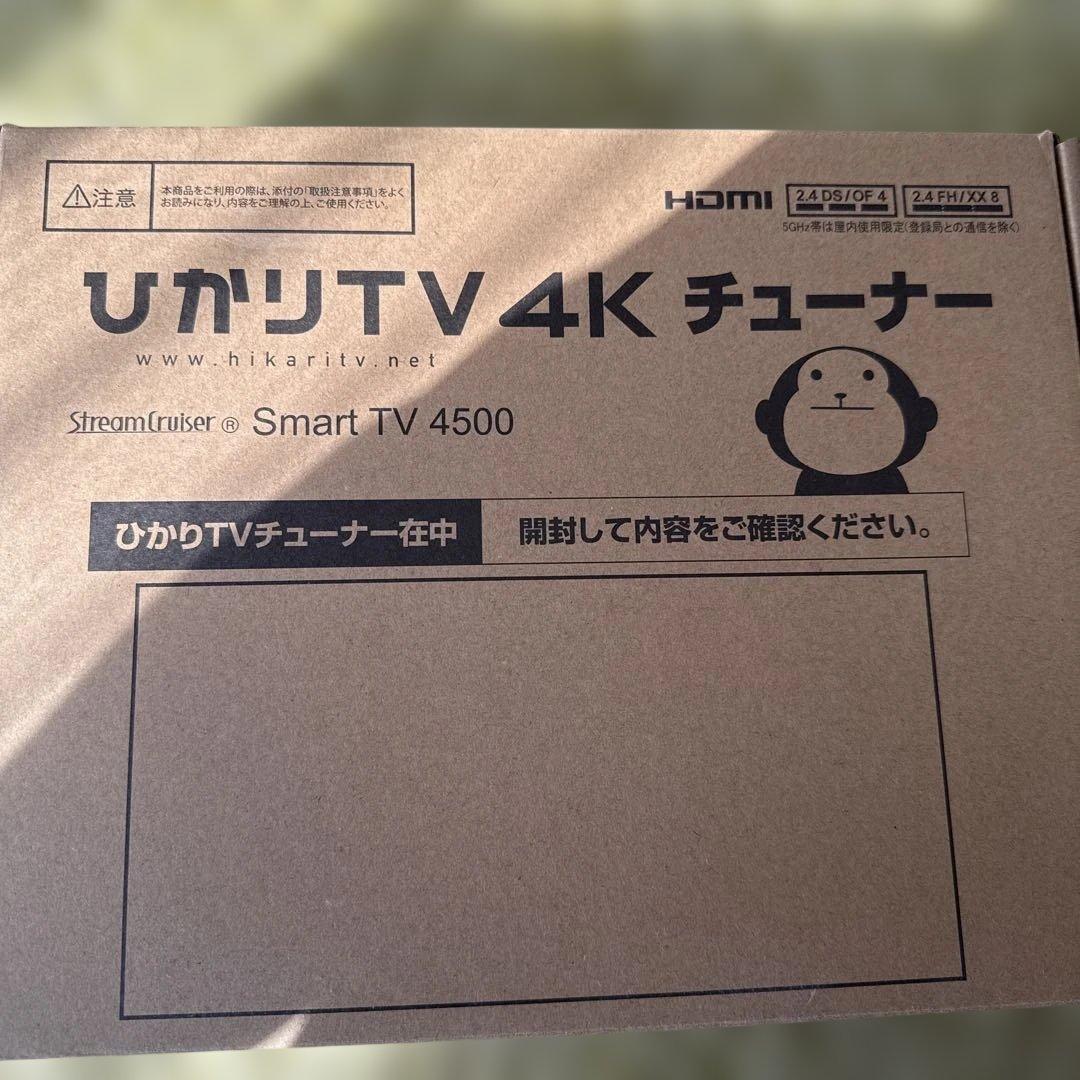 ⚠注意
本商品をご利用の際は、添付の「取扱注意事項」をよく
お読みになり、内容をご理解の上、ご使用ください。
HDMI 2.4 DS/OF 4 2.4 FH/XX 8
5GHz帯は屋内使用限定(登録局との通信を除く)
ひかりTV 4K チューナー
www.hikaritv.net
StreamCruiser® Smart TV 4500
ひかりTVチューナー在中 開封して内容をご確認ください。